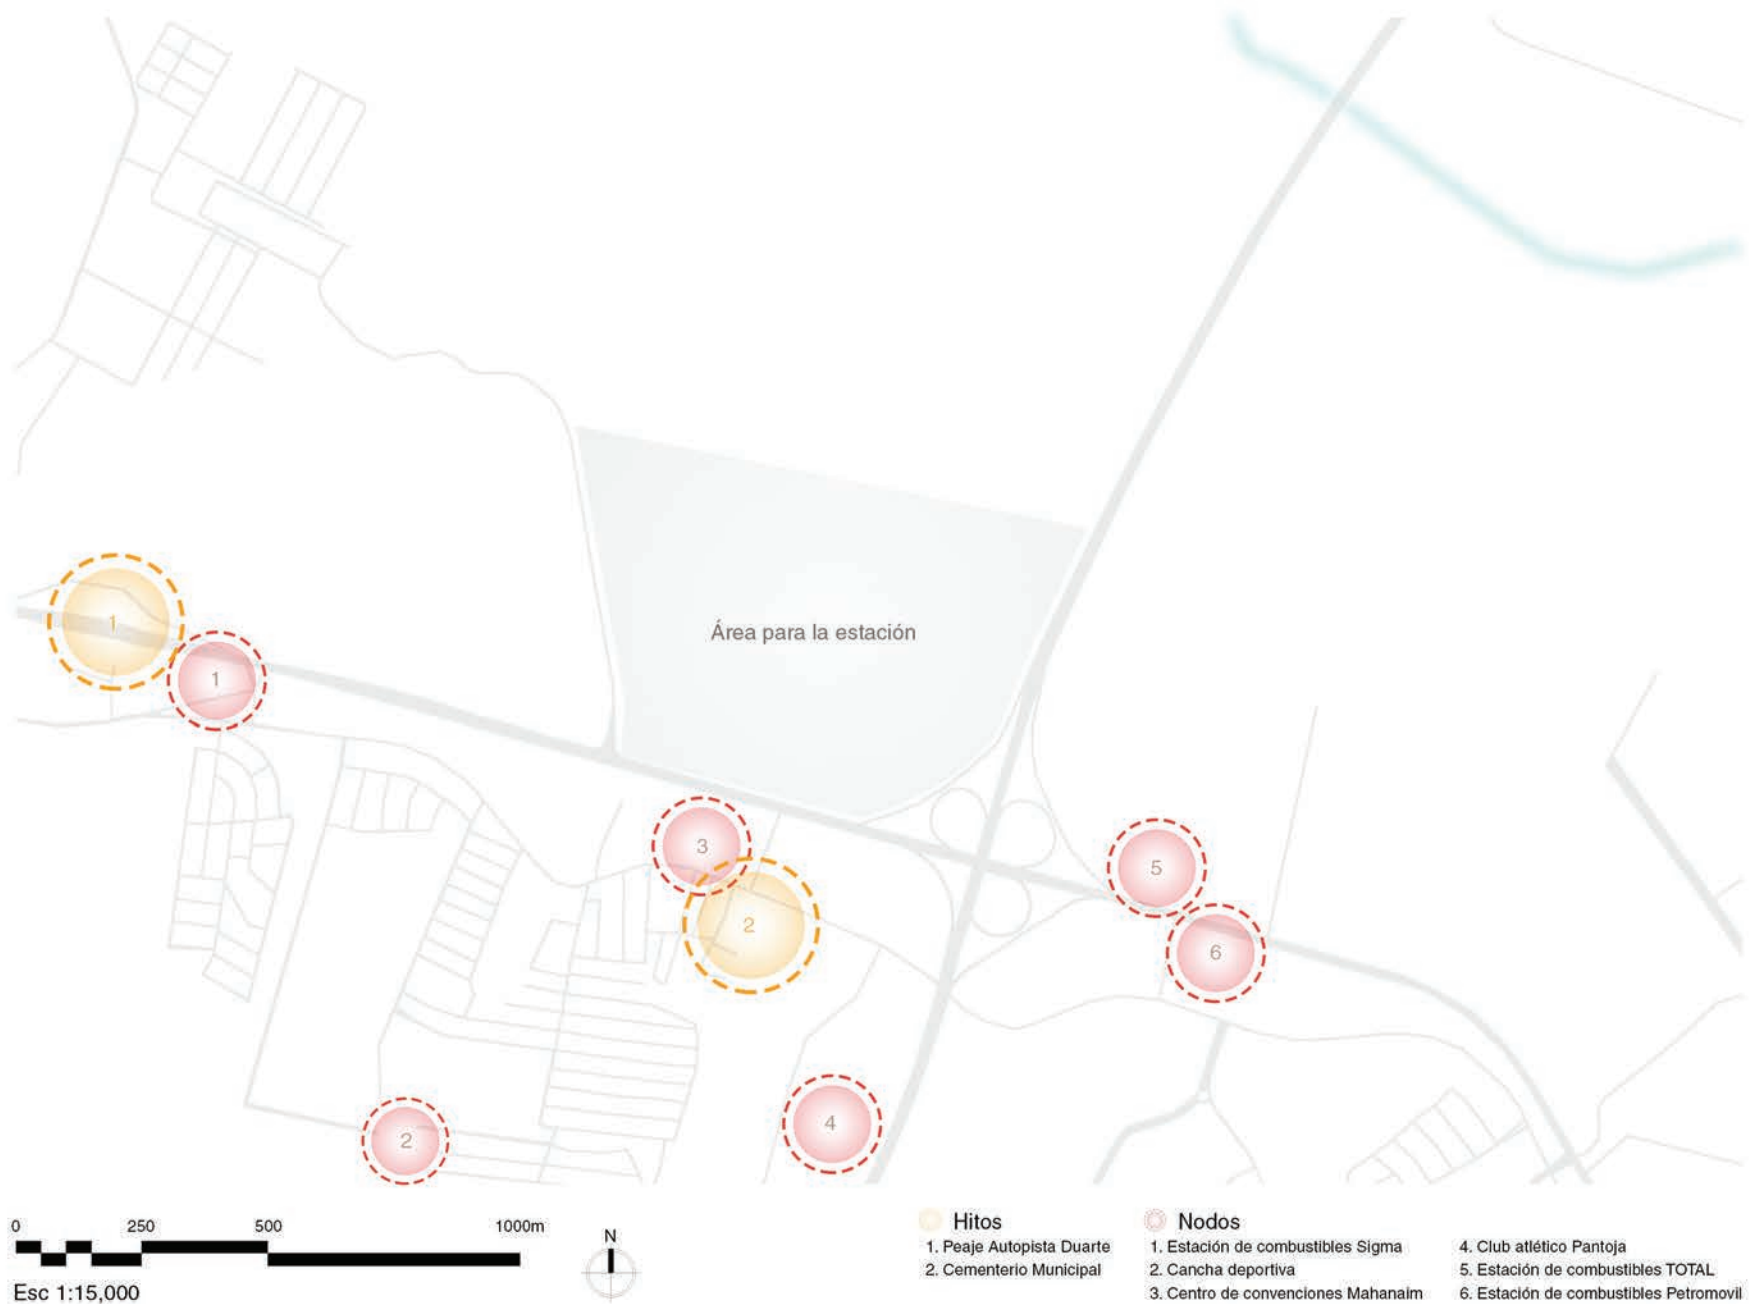 1
1
Área para la estación
3
2
5
6
4
2
0 250 500 1000m
Esc 1:15,000
N
Hitos
1. Peaje Autopista Duarte
2. Cementerio Municipal
Nodos
1. Estación de combustibles Sigma
2. Cancha deportiva
3. Centro de convenciones Mahanaim
4. Club atlético Pantoja
5. Estación de combustibles TOTAL
6. Estación de combustibles Petromovil